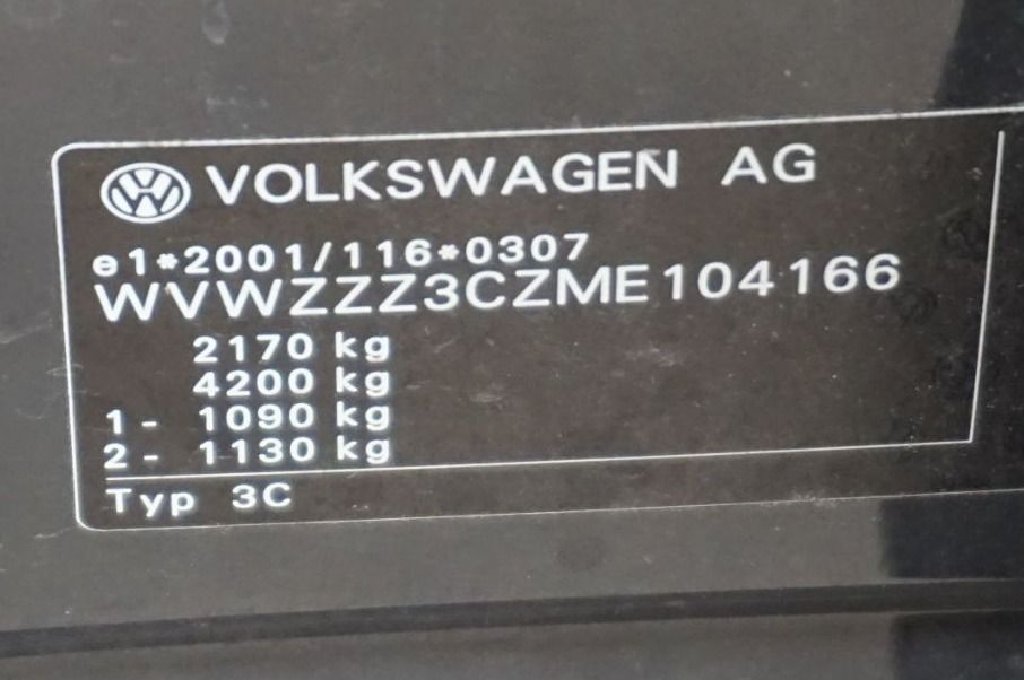 VOLKSWAGEN AG
e1*2001/116*0307
WVWZZZ3CZME104166
2170 kg
4200 kg
1 - 1090 kg
2 - 1130 kg
Typ 3C